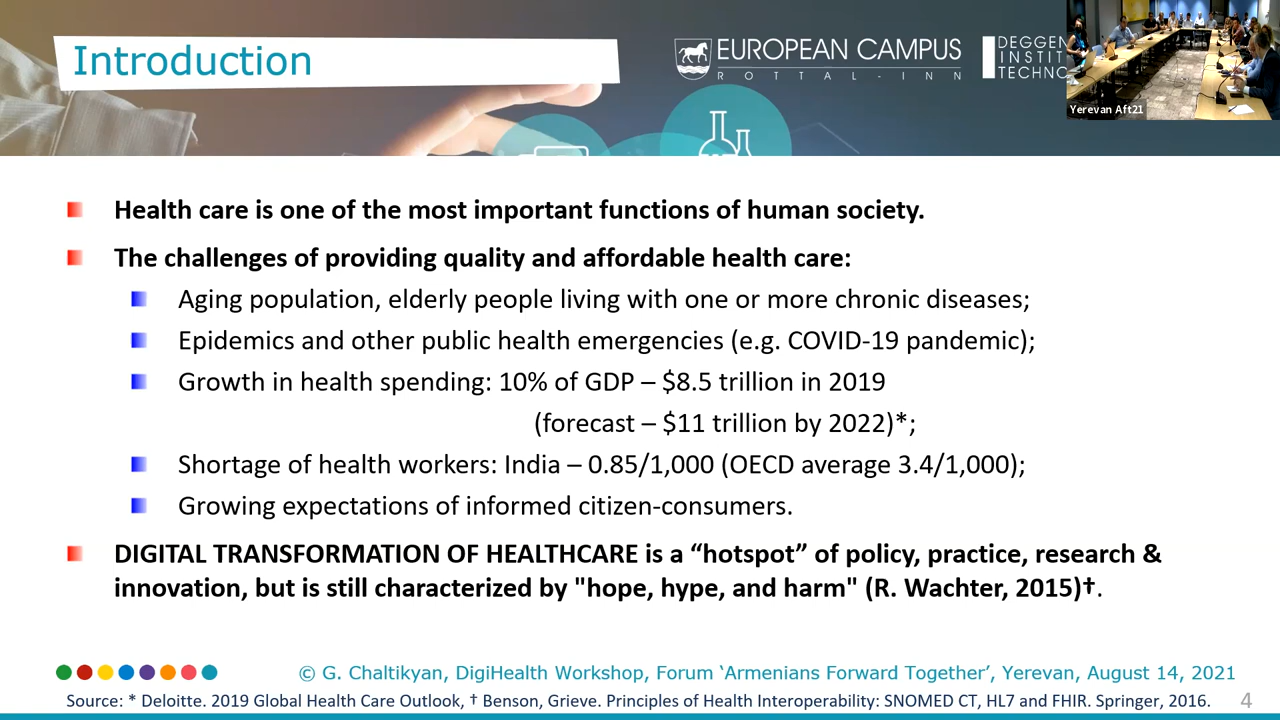 Introduction
EUROPEAN CAMPUS
ROTTAL-INN
DEGGEN
INSTIT
TECHNO
Yerevan Aft21
Health care is one of the most important functions of human society.
The challenges of providing quality and affordable health care:
Aging population, elderly people living with one or more chronic diseases;
Epidemics and other public health emergencies (e.g. COVID-19 pandemic);
Growth in health spending: 10% of GDP – $8.5 trillion in 2019
(forecast – $11 trillion by 2022)*;
Shortage of health workers: India – 0.85/1,000 (OECD average 3.4/1,000);
Growing expectations of informed citizen-consumers.
DIGITAL TRANSFORMATION OF HEALTHCARE is a “hotspot” of policy, practice, research &
innovation, but is still characterized by "hope, hype, and harm" (R. Wachter, 2015)†.
© G. Chaltikyan, DigiHealth Workshop, Forum ‘Armenians Forward Together’, Yerevan, August 14, 2021
Source: * Deloitte. 2019 Global Health Care Outlook, † Benson, Grieve. Principles of Health Interoperability: SNOMED CT, HL7 and FHIR. Springer, 2016.
4